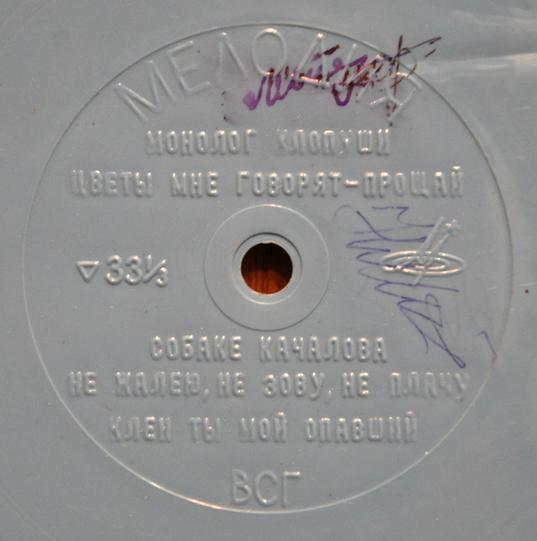 МЕЛОДИЯ
МОНОЛОГ ХЛОПУШИ
ЦВЕТЫ МНЕ ГОВОРЯТ-ПРОЩАЙ
▽ 33⅓
СОБАКЕ КАЧАЛОВА
НЕ ЖАЛЕЮ, НЕ ЗОВУ, НЕ ПЛАЧУ
КЛЕН ТЫ МОЙ ОПАВШИЙ
ВСГ